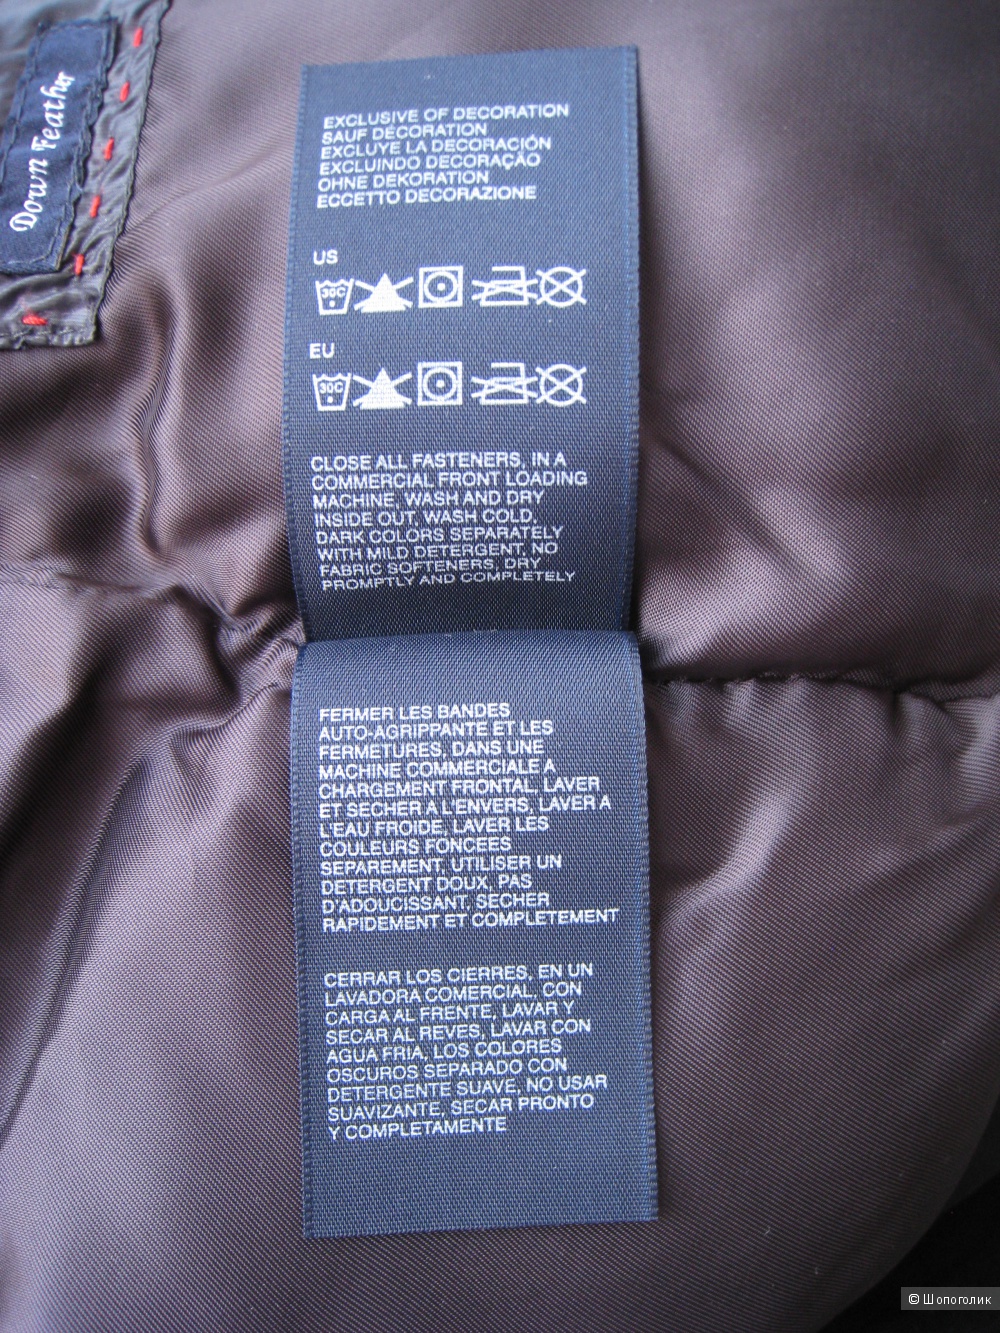 Down Feather
EXCLUSIVE OF DECORATION
SAUF DÉCORATION
EXCLUYE LA DECORACIÓN
EXCLUINDO DECORAÇAO
OHNE DEKORATION
ECCETTO DECORAZIONE
US
30C
EU
30C
CLOSE ALL FASTENERS, IN A
COMMERCIAL FRONT LOADING
MACHINE, WASH AND DRY
INSIDE OUT, WASH COLD,
DARK COLORS SEPARATELY
WITH MILD DETERGENT, NO
FABRIC SOFTENERS, DRY
PROMPTLY AND COMPLETELY
FERMER LES BANDES
AUTO-AGRIPPANTE ET LES
FERMETURES, DANS UNE
MACHINE COMMERCIALE A
CHARGEMENT FRONTAL, LAVER
ET SECHER A L'ENVERS, LAVER A
L'EAU FROIDE, LAVER LES
COULEURS FONCEES
SEPAREMENT, UTILISER UN
DETERGENT DOUX, PAS
D'ADOUCISSANT, SECHER
RAPIDEMENT ET COMPLETEMENT
CERRAR LOS CIERRES, EN UN
LAVADORA COMERCIAL, CON
CARGA AL FRENTE, LAVAR Y
SECAR AL REVES, LAVAR CON
AGUA FRIA, LOS COLORES
OSCUROS SEPARADO CON
DETERGENTE SUAVE, NO USAR
SUAVIZANTE, SECAR PRONTO
Y COMPLETAMENTE
© Шопоголик